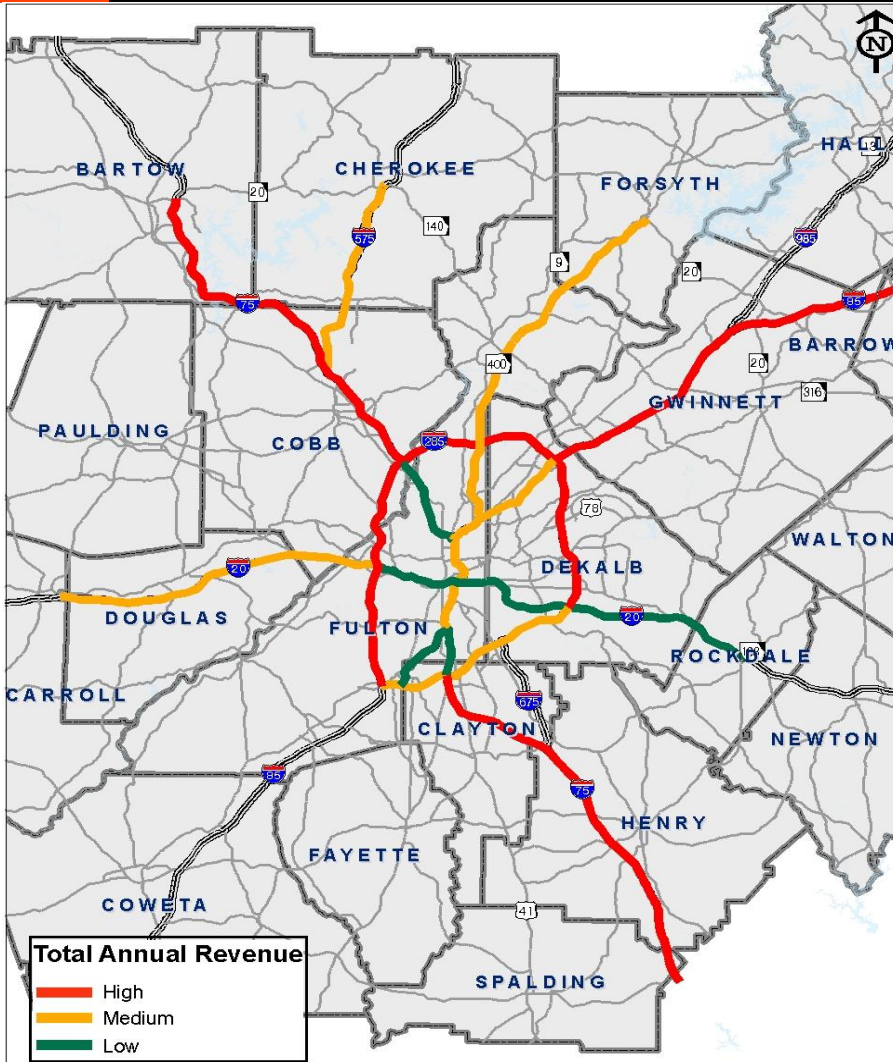 N
HALL
13
BARTOW
CHEROKEE
FORSYTH
20
140
575
985
9
20
75
85
400
BARROW
20
316
GWINNETT
PAULDING
COBB
285
78
WALTON
20
DEKALB
DOUGLAS
FULTON
20
ROCKDALE
CARROLL
675
CLAYTON
NEWTON
85
75
HENRY
FAYETTE
COWETA
41
SPALDING
Total Annual Revenue
High
Medium
Low